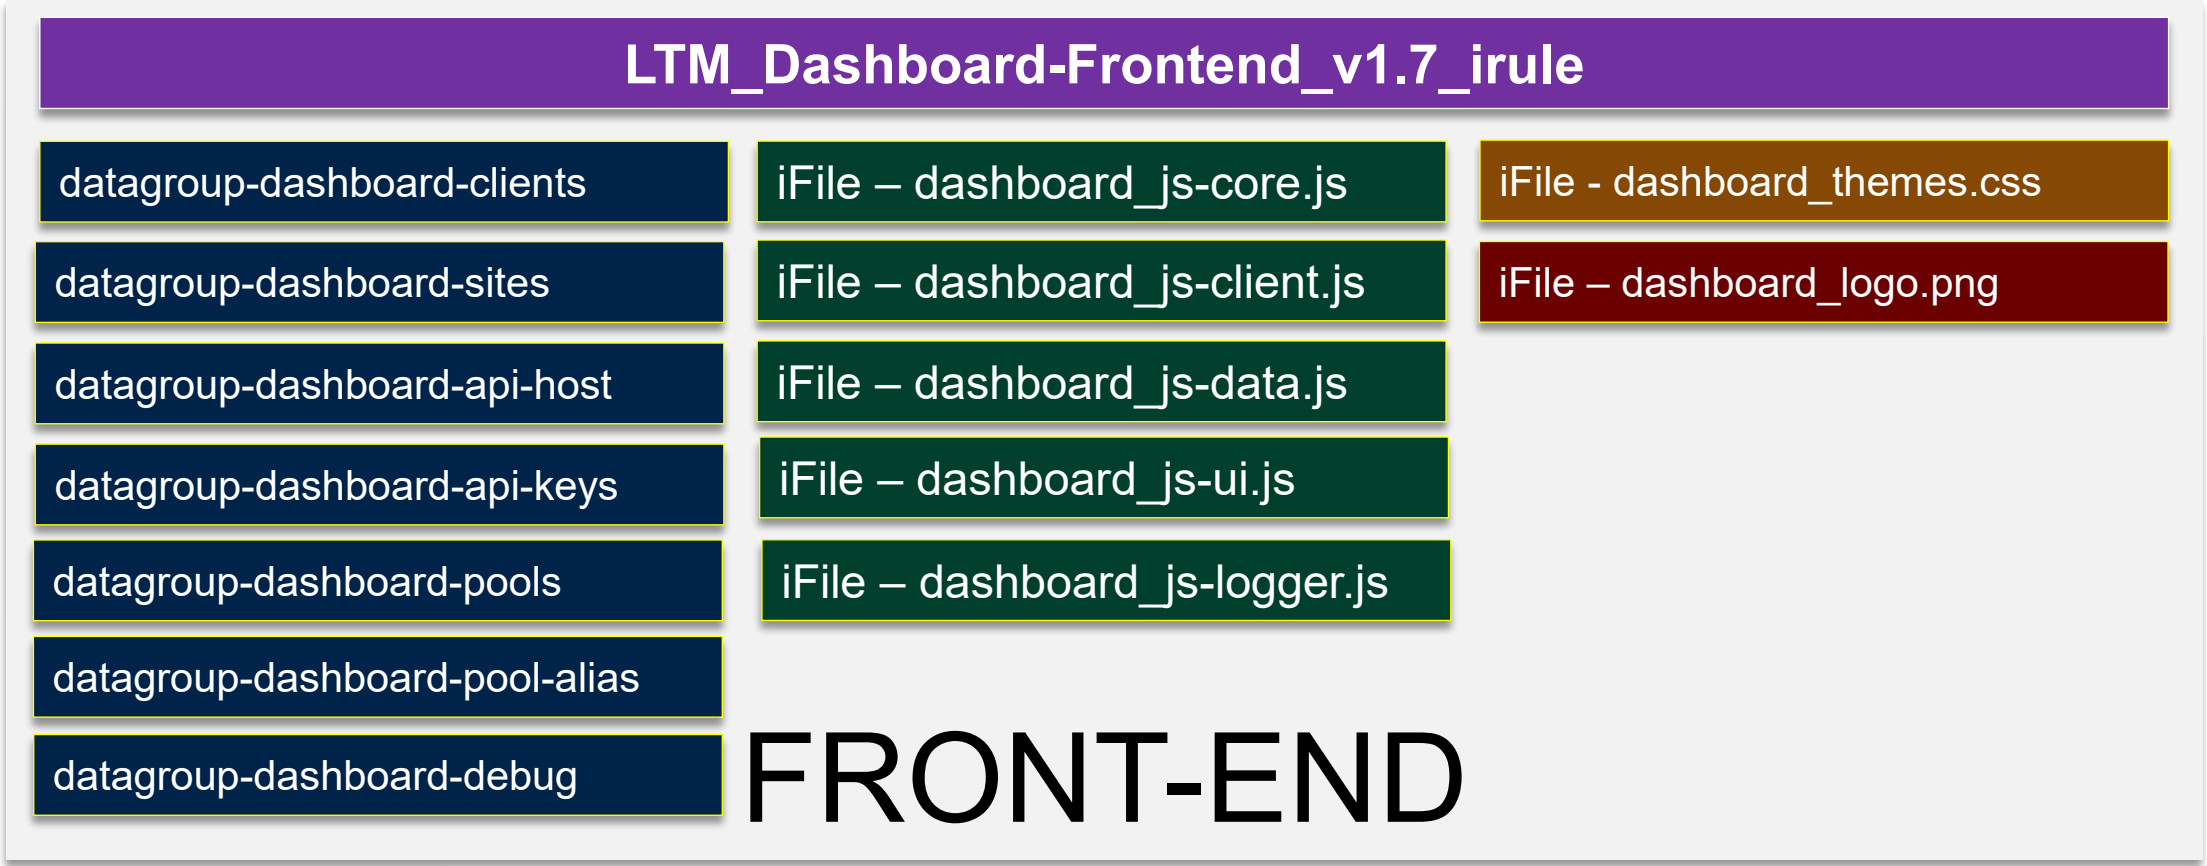 LTM_Dashboard-Frontend_v1.7_irule
datagroup-dashboard-clients
datagroup-dashboard-sites
datagroup-dashboard-api-host
datagroup-dashboard-api-keys
datagroup-dashboard-pools
datagroup-dashboard-pool-alias
datagroup-dashboard-debug
iFile – dashboard_js-core.js
iFile – dashboard_js-client.js
iFile – dashboard_js-data.js
iFile – dashboard_js-ui.js
iFile – dashboard_js-logger.js
iFile - dashboard_themes.css
iFile – dashboard_logo.png
FRONT-END